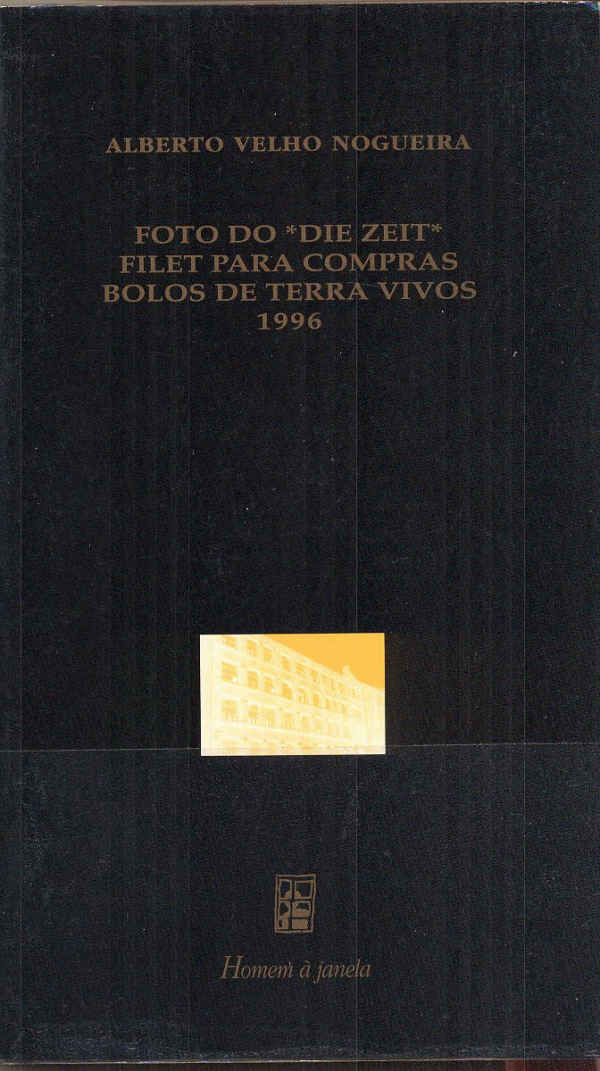 ALBERTO VELHO NOGUEIRA
FOTO DO *DIE ZEIT*
FILET PARA COMPRAS
BOLOS DE TERRA VIVOS
1996
Homem à janela